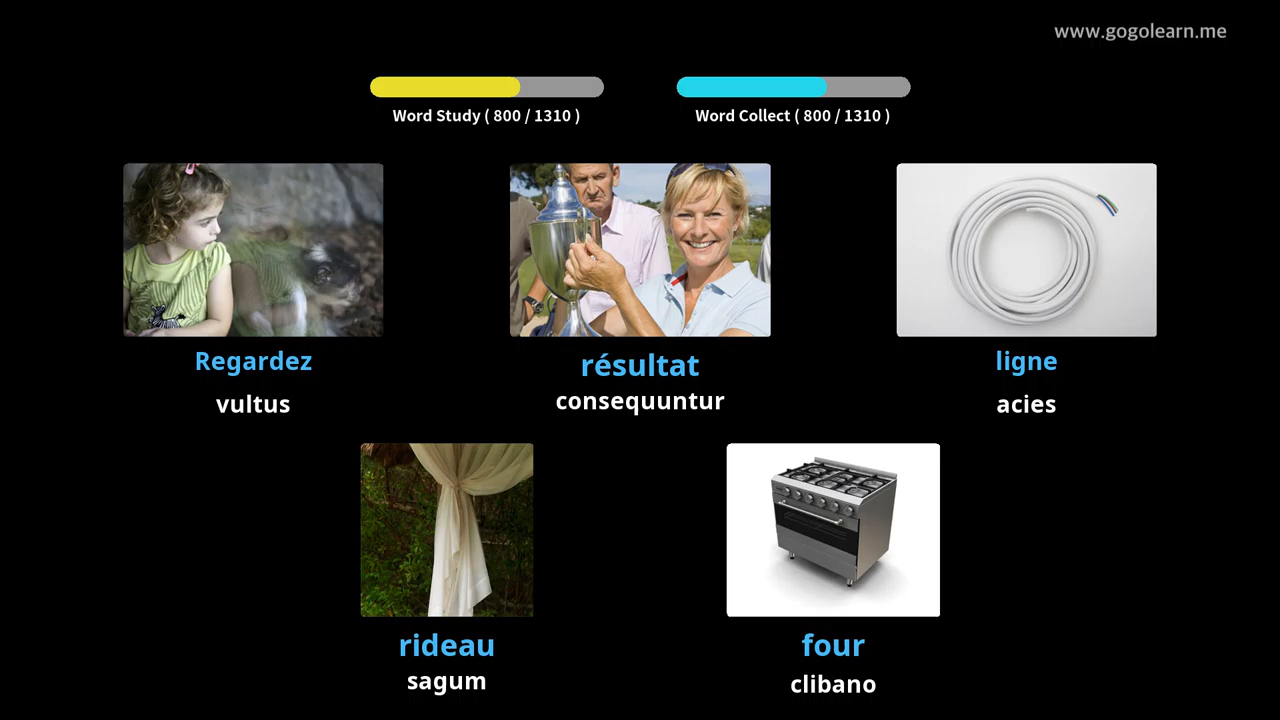 www.gogolearn.me
Word Study ( 800 / 1310 )
Word Collect ( 800 / 1310 )
Regardez
vultus
résultat
consequuntur
ligne
acies
rideau
sagum
four
clibano